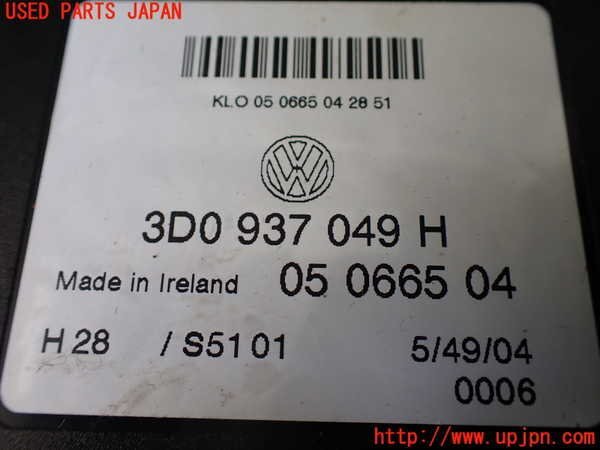 USED PARTS JAPAN
KLO 05 0665 04 28 51
3D0 937 049 H
Made in Ireland 05 0665 04
H 28 / S51 01 5/49/04
0006
http://www.upjpn.com/